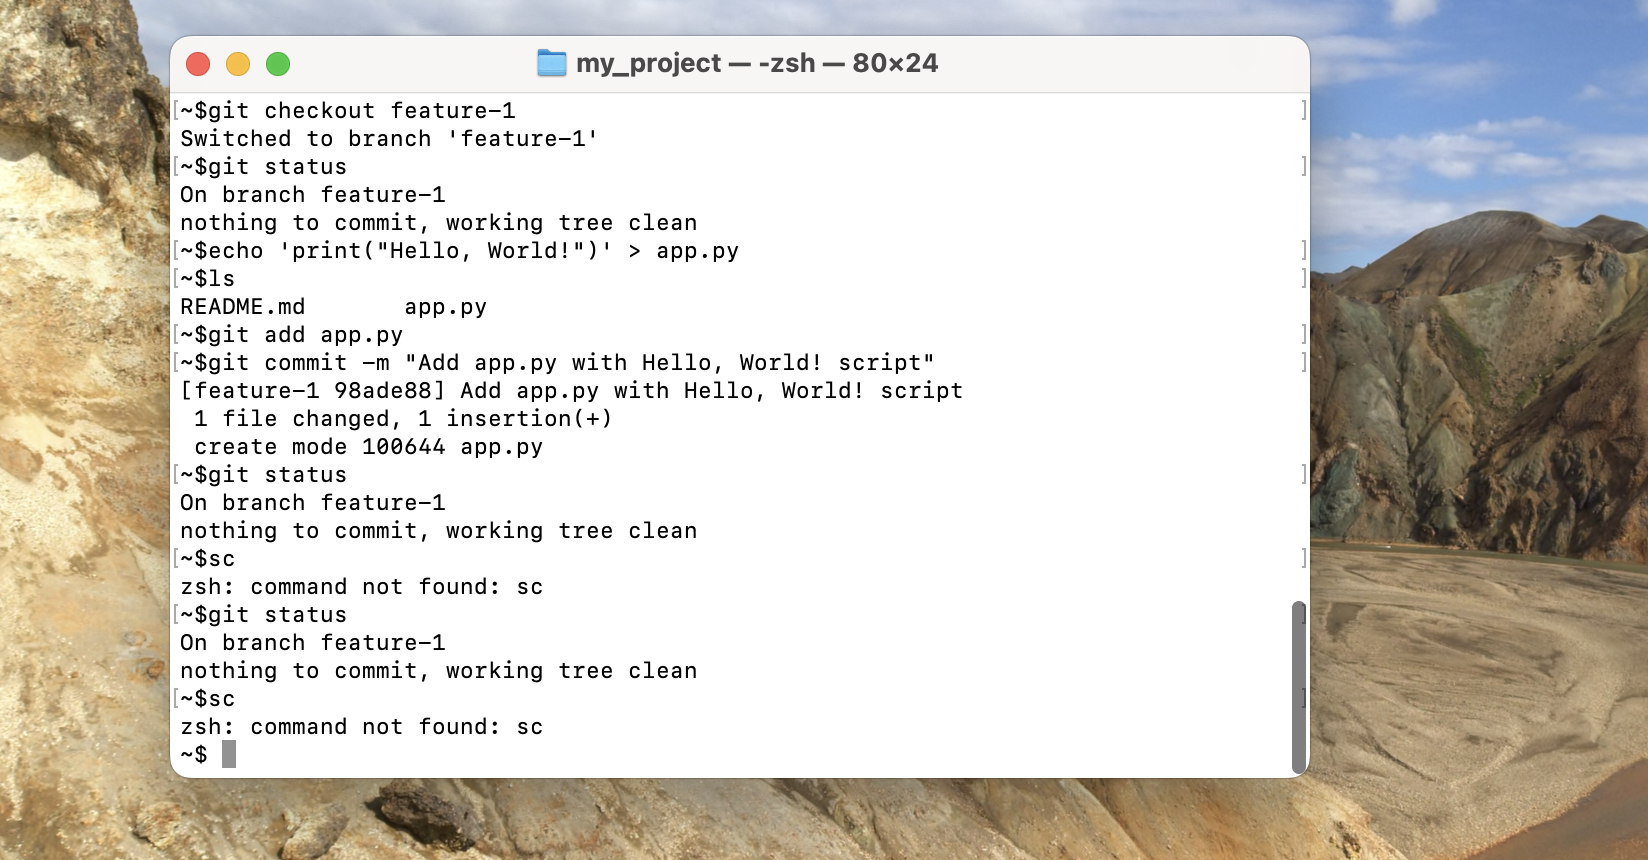 my_project — -zsh — 80×24
[~$git checkout feature-1 ]
Switched to branch 'feature-1'
[~$git status ]
On branch feature-1
nothing to commit, working tree clean
[~$echo 'print("Hello, World!")' > app.py ]
[~$ls ]
README.md       app.py
[~$git add app.py ]
[~$git commit -m "Add app.py with Hello, World! script" ]
[feature-1 98ade88] Add app.py with Hello, World! script
 1 file changed, 1 insertion(+)
 create mode 100644 app.py
[~$git status ]
On branch feature-1
nothing to commit, working tree clean
[~$sc ]
zsh: command not found: sc
[~$git status ]
On branch feature-1
nothing to commit, working tree clean
[~$sc ]
zsh: command not found: sc
~$